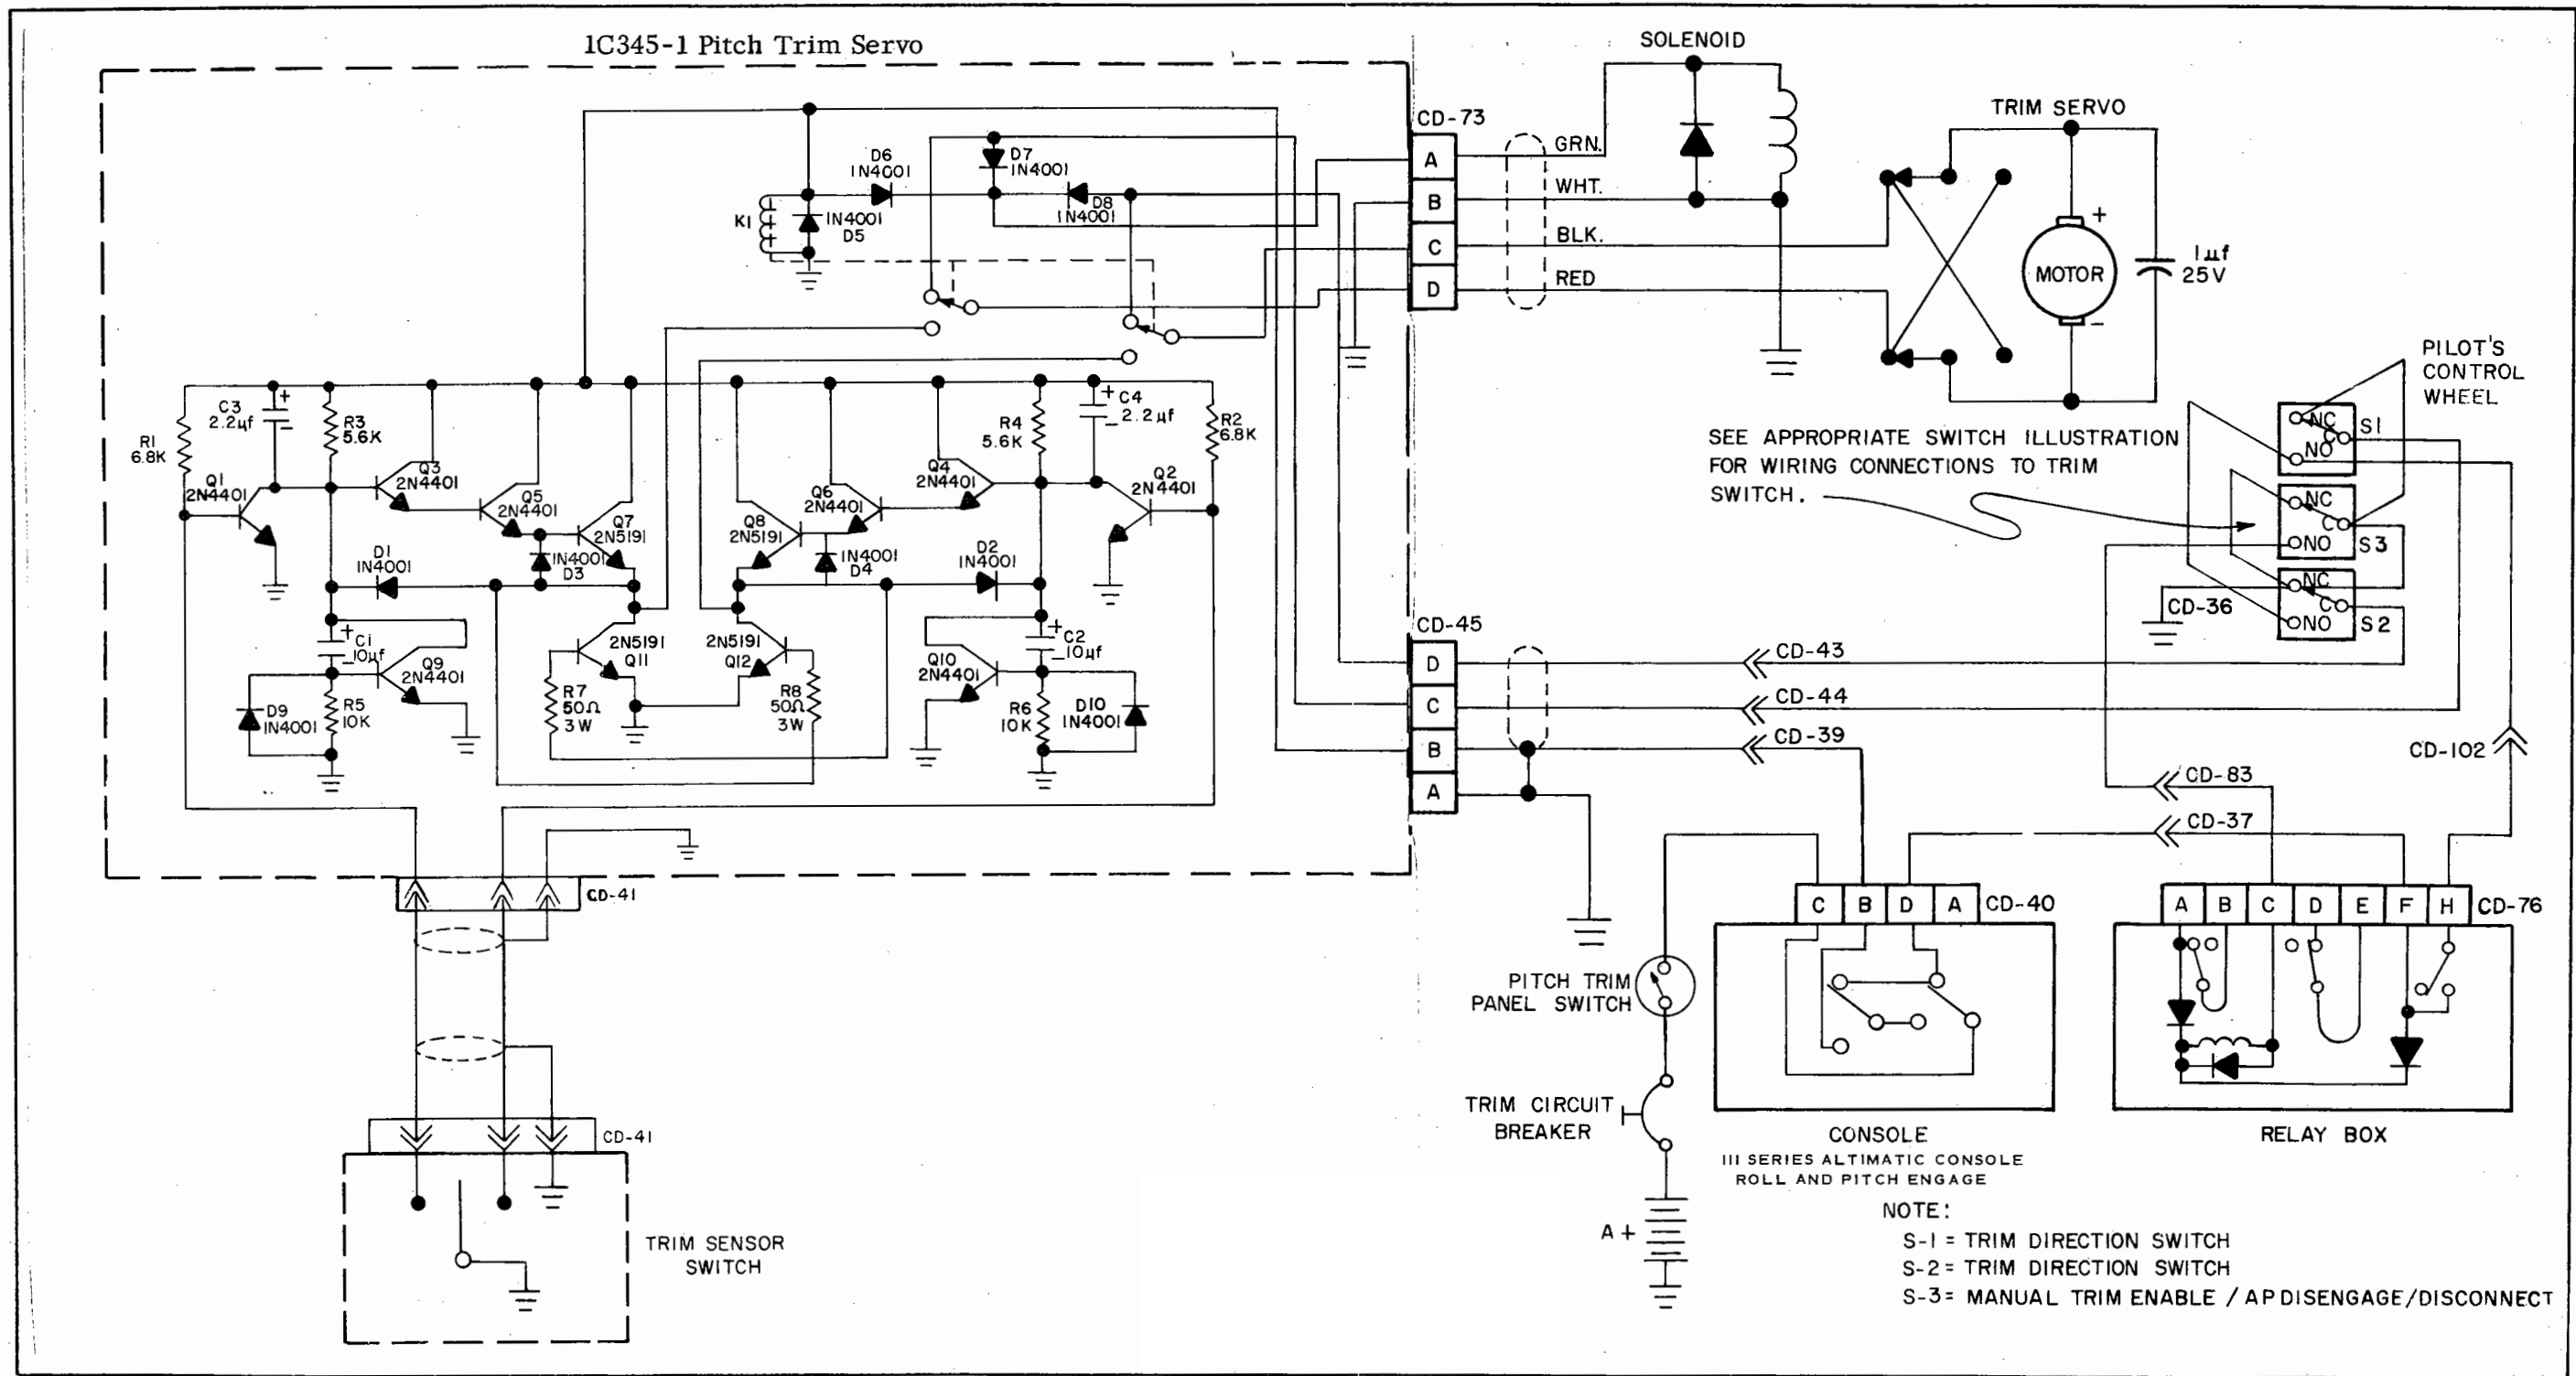 1C345-1 Pitch Trim Servo
SOLENOID
TRIM SERVO
CD-73
A
B
C
D
GRN.
WHT.
BLK.
RED
MOTOR
+
-
1µf
25V
D6
1N4001
D7
1N4001
D8
1N4001
K1
1N4001
D5
R1
6.8K
C3
2.2µf
+
-
R3
5.6K
Q1
2N4401
Q3
2N4401
Q5
2N4401
Q7
2N5191
1N4001
D3
D1
1N4001
+
C1
-
10µf
Q9
2N4401
D9
1N4001
R5
10K
2N5191
Q11
R7
50Ω
3W
2N5191
Q12
R8
50Ω
3W
Q8
2N5191
Q6
2N4401
1N4001
D4
Q4
2N4401
R4
5.6K
+
C4
-
2.2µf
R2
6.8K
Q2
2N4401
D2
1N4001
+
C2
-
10µf
Q10
2N4401
R6
10K
D10
1N4001
PILOT'S
CONTROL
WHEEL
SEE APPROPRIATE SWITCH ILLUSTRATION
FOR WIRING CONNECTIONS TO TRIM
SWITCH.
NC
C
NO
S1
NC
C
NO
S3
NC
C
NO
S2
CD-36
CD-45
D
C
B
A
CD-43
CD-44
CD-39
CD-102
CD-83
CD-37
CD-41
CD-41
TRIM SENSOR
SWITCH
PITCH TRIM
PANEL SWITCH
TRIM CIRCUIT
BREAKER
A +
C
B
D
A
CD-40
CONSOLE
III SERIES ALTIMATIC CONSOLE
ROLL AND PITCH ENGAGE
A
B
C
D
E
F
H
CD-76
RELAY BOX
NOTE:
S-1 = TRIM DIRECTION SWITCH
S-2 = TRIM DIRECTION SWITCH
S-3 = MANUAL TRIM ENABLE / AP DISENGAGE/DISCONNECT